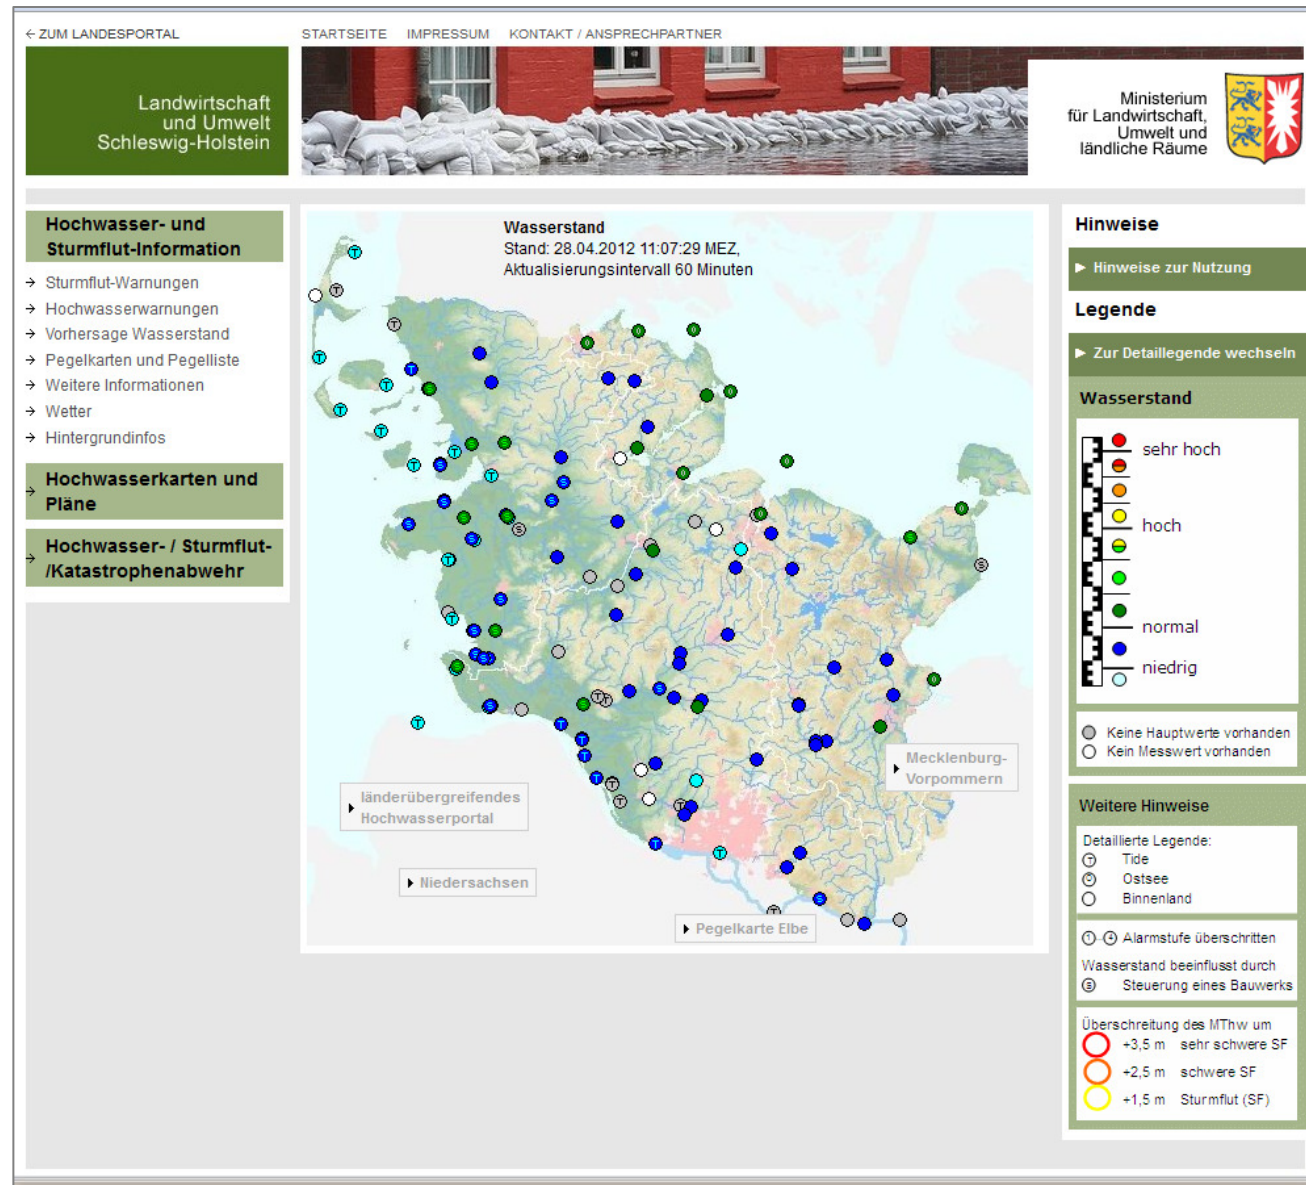 ← ZUM LANDESPORTAL
STARTSEITE IMPRESSUM KONTAKT / ANSPRECHPARTNER
Landwirtschaft
und Umwelt
Schleswig-Holstein
Ministerium
für Landwirtschaft,
Umwelt und
ländliche Räume
Hochwasser- und
Sturmflut-Information
→ Sturmflut-Warnungen
→ Hochwasserwarnungen
→ Vorhersage Wasserstand
→ Pegelkarten und Pegelliste
→ Weitere Informationen
→ Wetter
→ Hintergrundinfos
→ Hochwasserkarten und
Pläne
→ Hochwasser- / Sturmflut-
/Katastrophenabwehr
Wasserstand
Stand: 28.04.2012 11:07:29 MEZ,
Aktualisierungsintervall 60 Minuten
Mecklenburg-
Vorpommern
länderübergreifendes
Hochwasserportal
Niedersachsen
Pegelkarte Elbe
Hinweise
Hinweise zur Nutzung
Legende
Zur Detaillegende wechseln
Wasserstand
sehr hoch
hoch
normal
niedrig
Keine Hauptwerte vorhanden
Kein Messwert vorhanden
Weitere Hinweise
Detaillierte Legende:
T Tide
O Ostsee
Binnenland
1-4 Alarmstufe überschritten
Wasserstand beeinflusst durch
S Steuerung eines Bauwerks
Überschreitung des MThw um
+3,5 m sehr schwere SF
+2,5 m schwere SF
+1,5 m Sturmflut (SF)